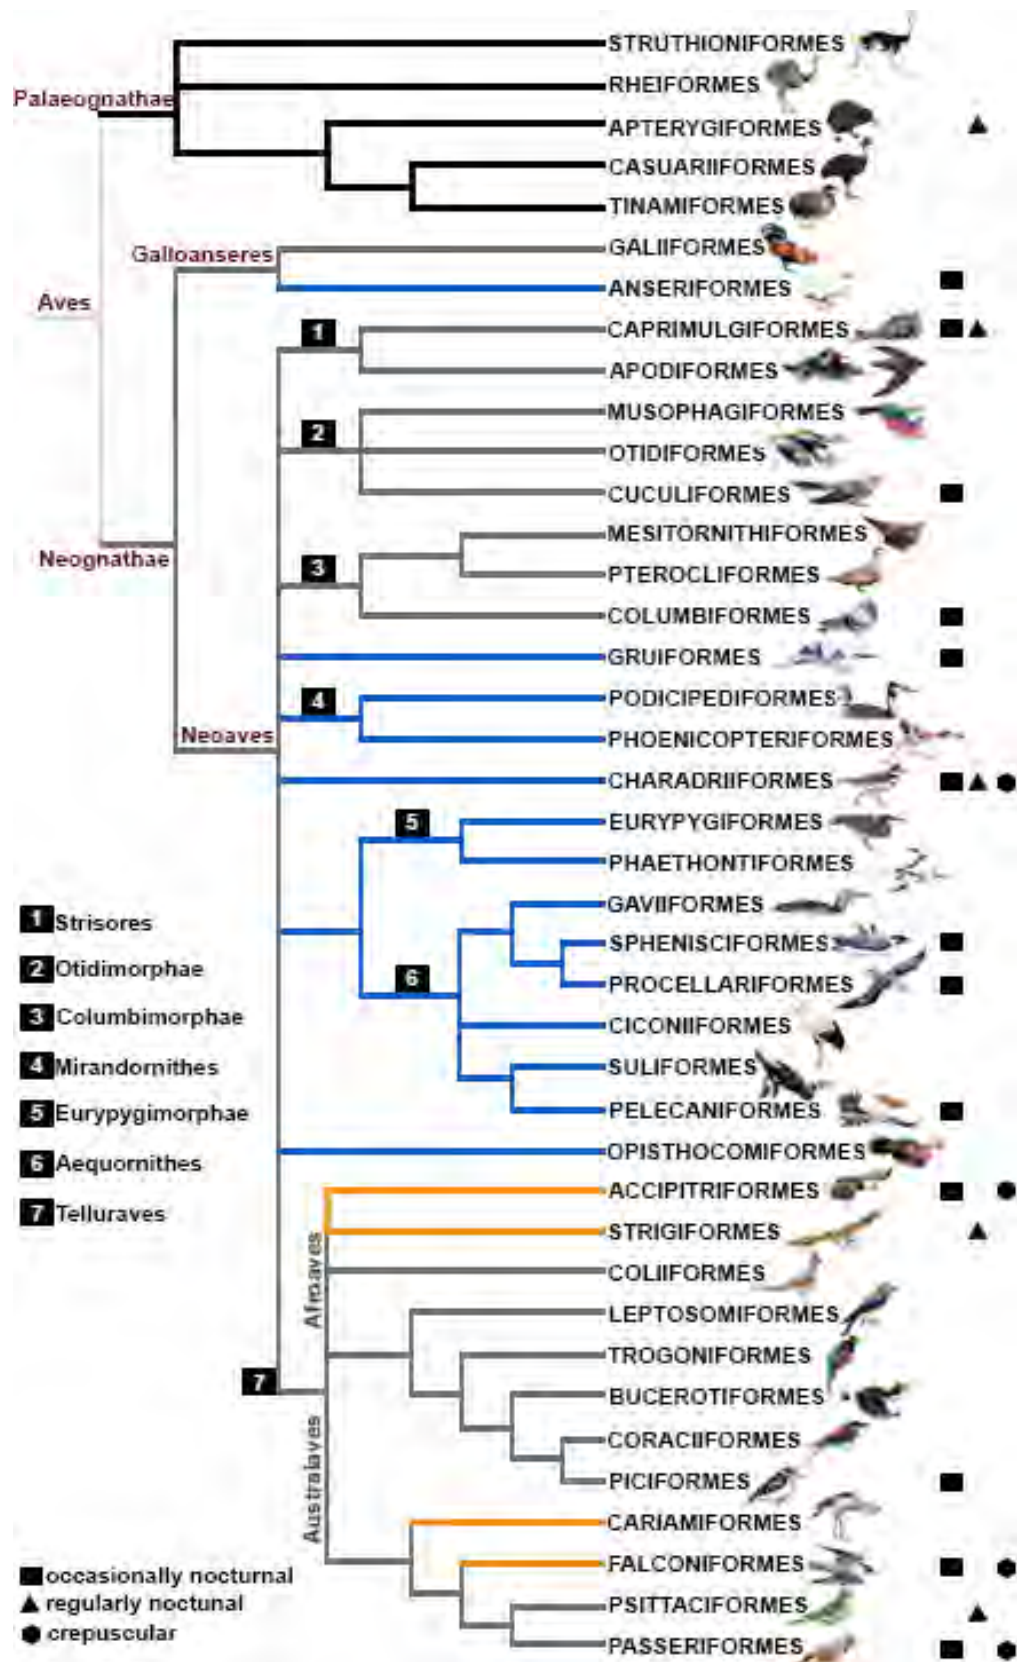 STRUTHIONIFORMES
RHEIFORMES
Palaeognathae
APTERYGIFORMES
CASUARIIFORMES
TINAMIFORMES
GALIIFORMES
Galloanseres
ANSERIFORMES
Aves
1
CAPRIMULGIFORMES
APODIFORMES
MUSOPHAGIFORMES
2
OTIDIFORMES
CUCULIFORMES
MESITORNITHIFORMES
Neognathae
3
PTEROCLIFORMES
COLUMBIFORMES
GRUIFORMES
4
PODICIPEDIFORMES
Neoaves
PHOENICOPTERIFORMES
CHARADRIIFORMES
5
EURYPYGIFORMES
PHAETHONTIFORMES
GAVIIFORMES
1 Strisores
SPHENISCIFORMES
2 Otidimorphae
6
PROCELLARIFORMES
3 Columbimorphae
CICONIIFORMES
4 Mirandornithes
SULIFORMES
5 Eurypygimorphae
PELECANIFORMES
6 Aequornithes
OPISTHOCOMIFORMES
7 Telluraves
ACCIPITRIFORMES
STRIGIFORMES
Afroaves
COLIIFORMES
LEPTOSOMIFORMES
TROGONIFORMES
7
BUCEROTIFORMES
Australaves
CORACIIFORMES
PICIFORMES
CARIAMIFORMES
occasionally nocturnal
FALCONIFORMES
regularly noctunal
PSITTACIFORMES
crepuscular
PASSERIFORMES